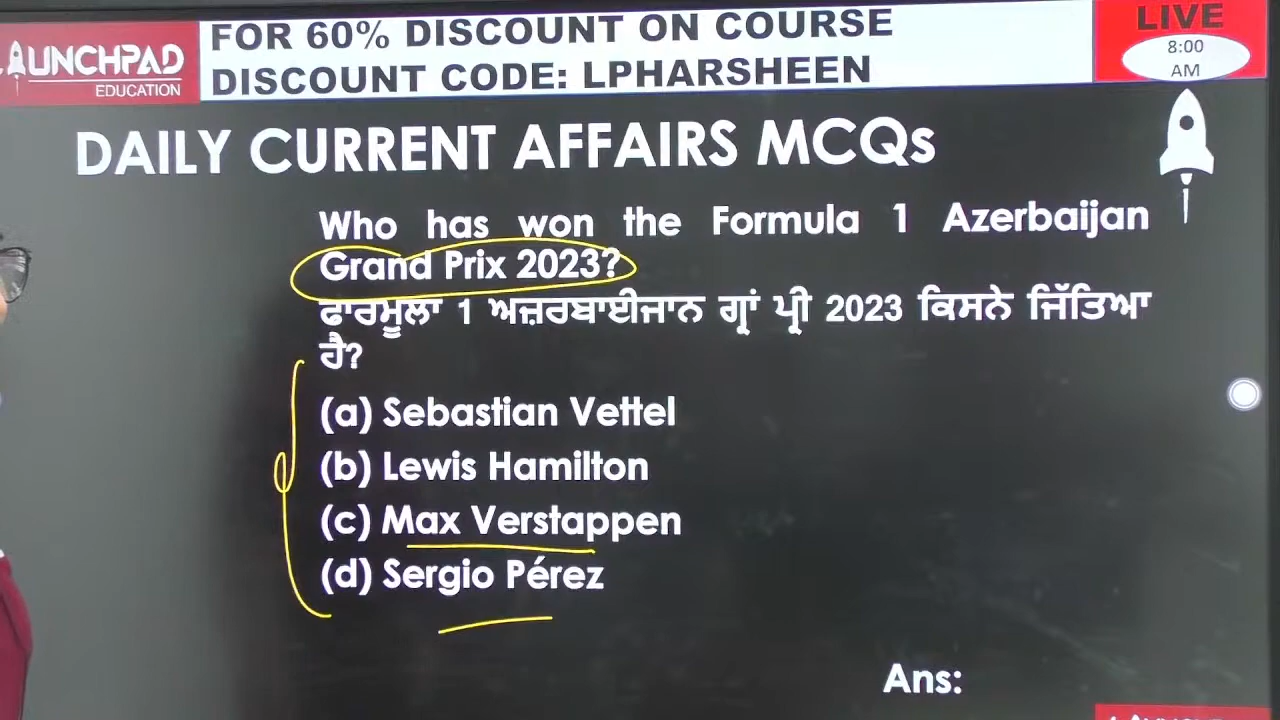 LAUNCHPAD
EDUCATION
FOR 60% DISCOUNT ON COURSE
DISCOUNT CODE: LPHARSHEEN
LIVE
8:00
AM
DAILY CURRENT AFFAIRS MCQs
Who has won the Formula 1 Azerbaijan
Grand Prix 2023?
ਫਾਰਮੂਲਾ 1 ਅਜ਼ਰਬਾਈਜਾਨ ਗ੍ਰਾਂ ਪ੍ਰੀ 2023 ਕਿਸਨੇ ਜਿੱਤਿਆ
ਹੈ?
(a) Sebastian Vettel
(b) Lewis Hamilton
(c) Max Verstappen
(d) Sergio Pérez
Ans: